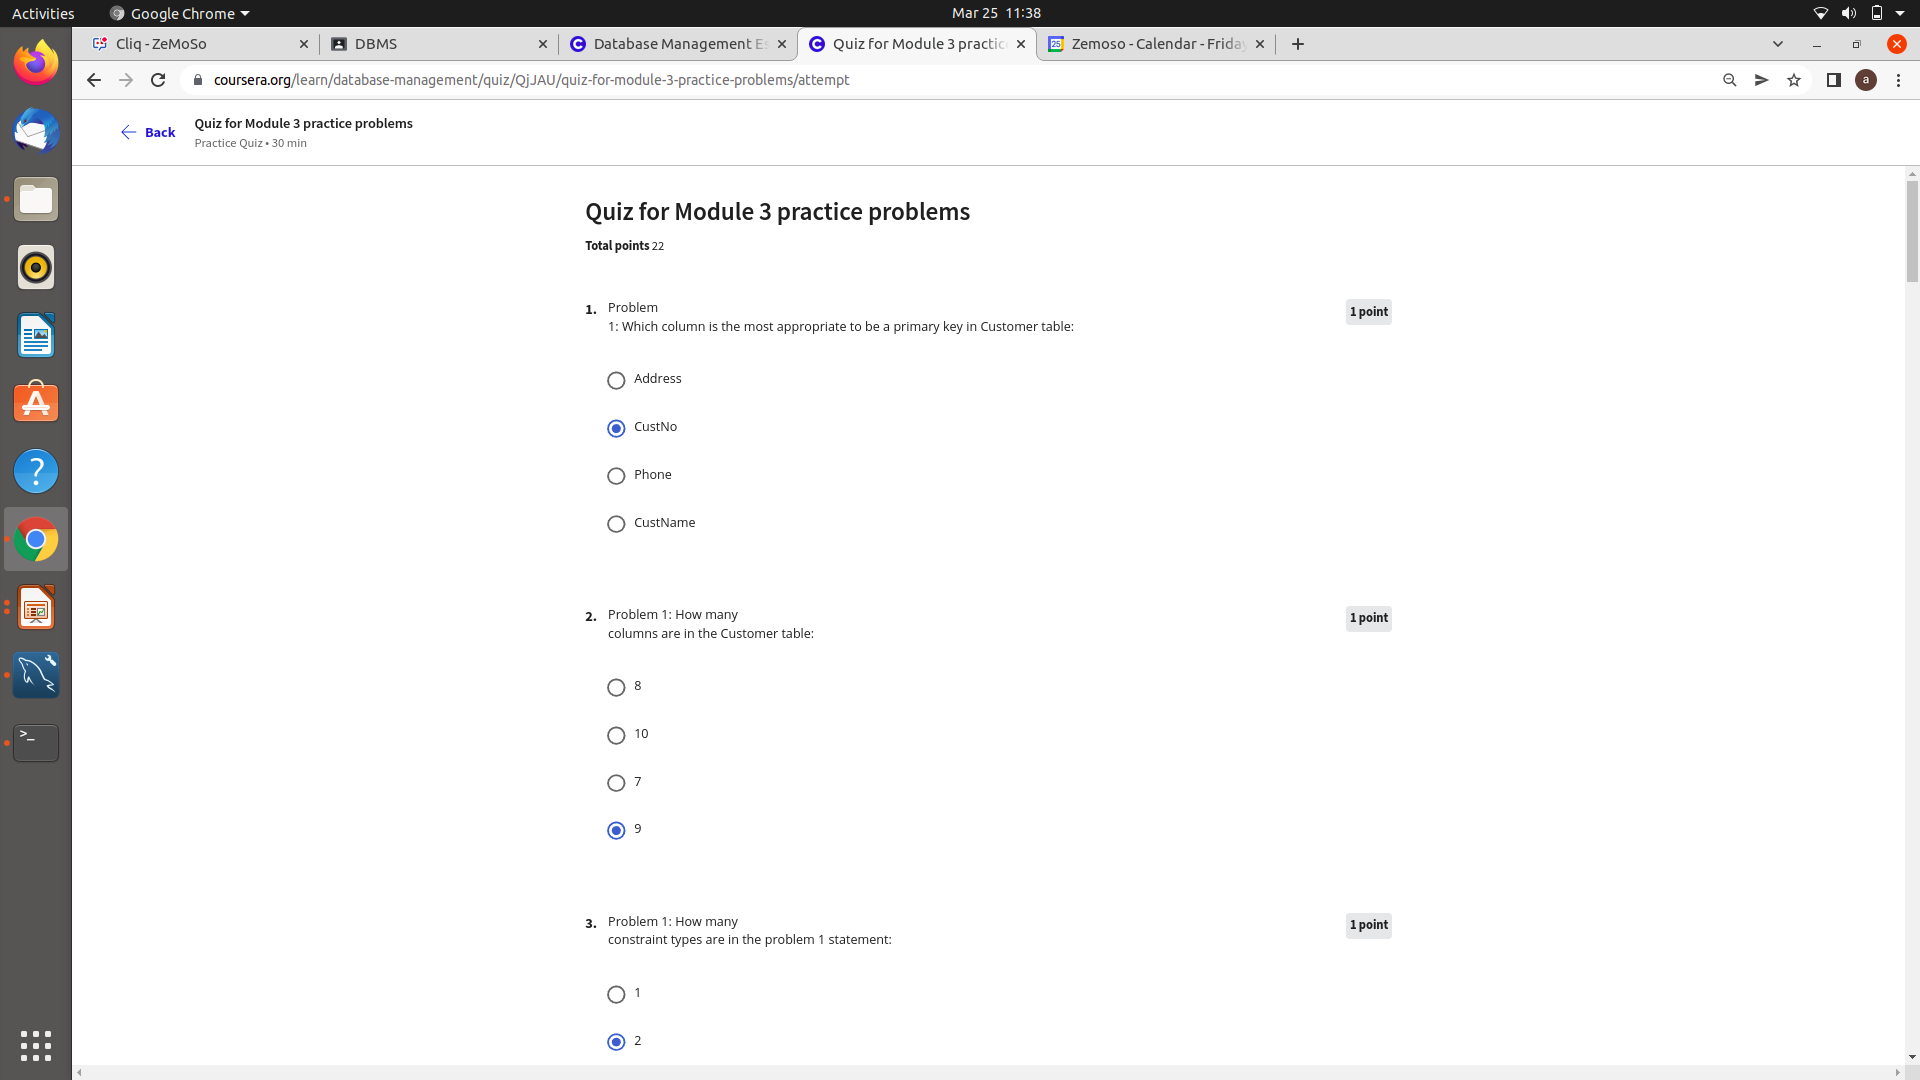 Activities
Google Chrome
Mar 25 11:38
Cliq - ZeMoSo
DBMS
Database Management Es
Quiz for Module 3 practic
25
Zemoso - Calendar - Friday
coursera.org/learn/database-management/quiz/QjJAU/quiz-for-module-3-practice-problems/attempt
a
Back
Quiz for Module 3 practice problems
Practice Quiz • 30 min
Quiz for Module 3 practice problems
Total points 22
1. Problem
1: Which column is the most appropriate to be a primary key in Customer table:
1 point
Address
CustNo
Phone
CustName
2. Problem 1: How many
columns are in the Customer table:
1 point
8
10
7
9
3. Problem 1: How many
constraint types are in the problem 1 statement:
1 point
1
2